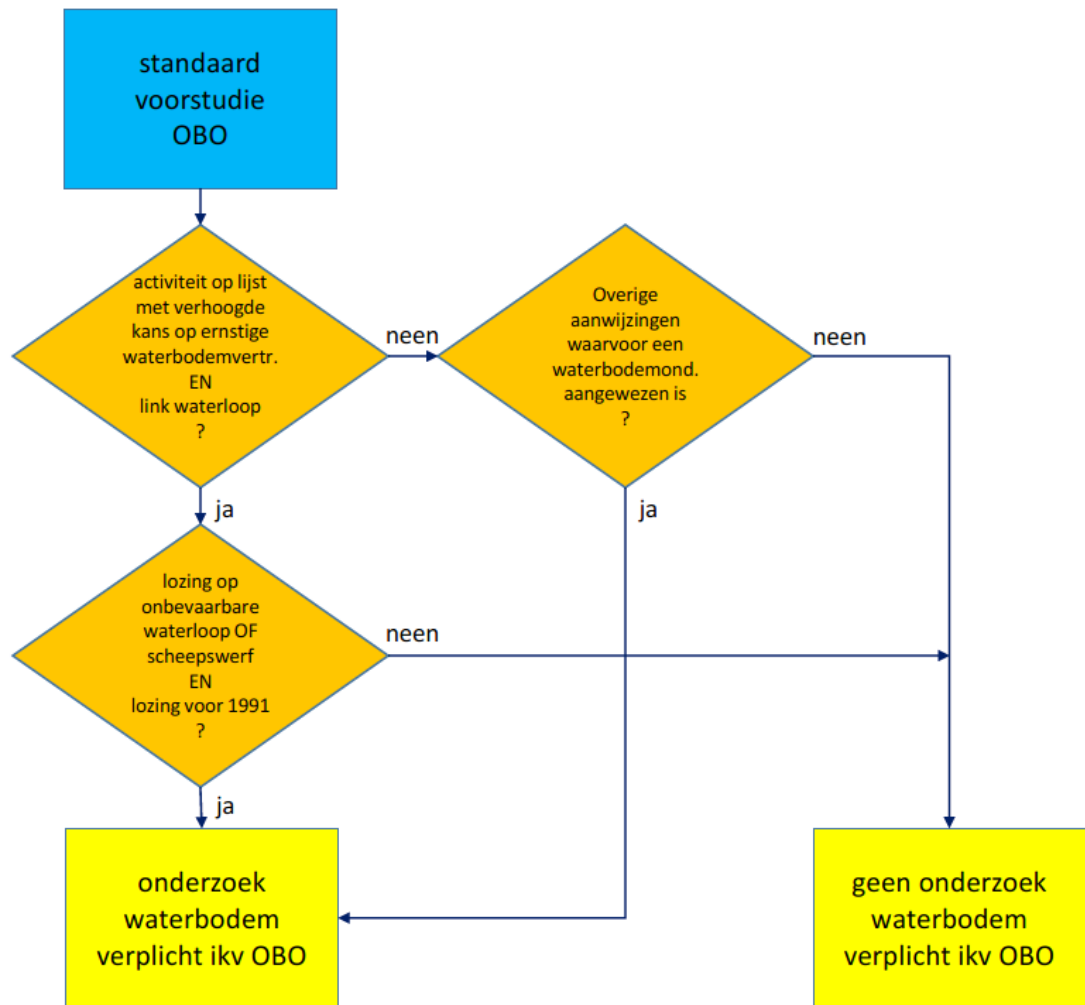 standaard
voorstudie
OBO
activiteit op lijst
met verhoogde
kans op ernstige
waterbodemvertr.
EN
link waterloop
?
neen
Overige
aanwijzingen
waarvoor een
waterbodemond.
aangewezen is
?
neen
ja
ja
lozing op
onbevaarbare
waterloop OF
scheepswerf
EN
lozing voor 1991
?
neen
ja
onderzoek
waterbodem
verplicht ikv OBO
geen onderzoek
waterbodem
verplicht ikv OBO